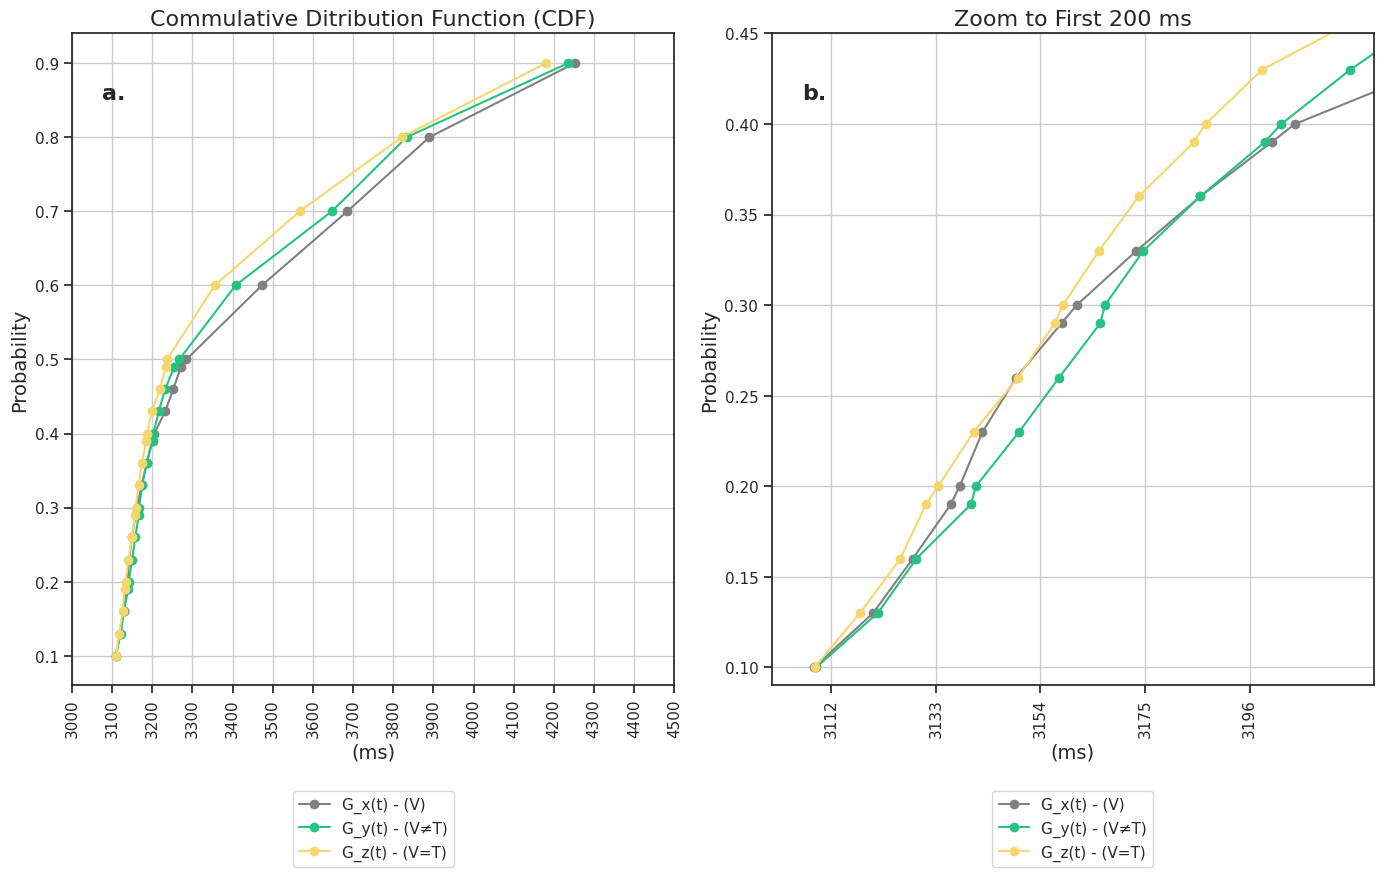 Commulative Ditribution Function (CDF)
a.
Probability
0.9
0.8
0.7
0.6
0.5
0.4
0.3
0.2
0.1
3000 3100 3200 3300 3400 3500 3600 3700 3800 3900 4000 4100 4200 4300 4400 4500
(ms)
G_x(t) - (V)
G_y(t) - (V≠T)
G_z(t) - (V=T)
Zoom to First 200 ms
b.
Probability
0.45
0.40
0.35
0.30
0.25
0.20
0.15
0.10
3112 3133 3154 3175 3196
(ms)
G_x(t) - (V)
G_y(t) - (V≠T)
G_z(t) - (V=T)